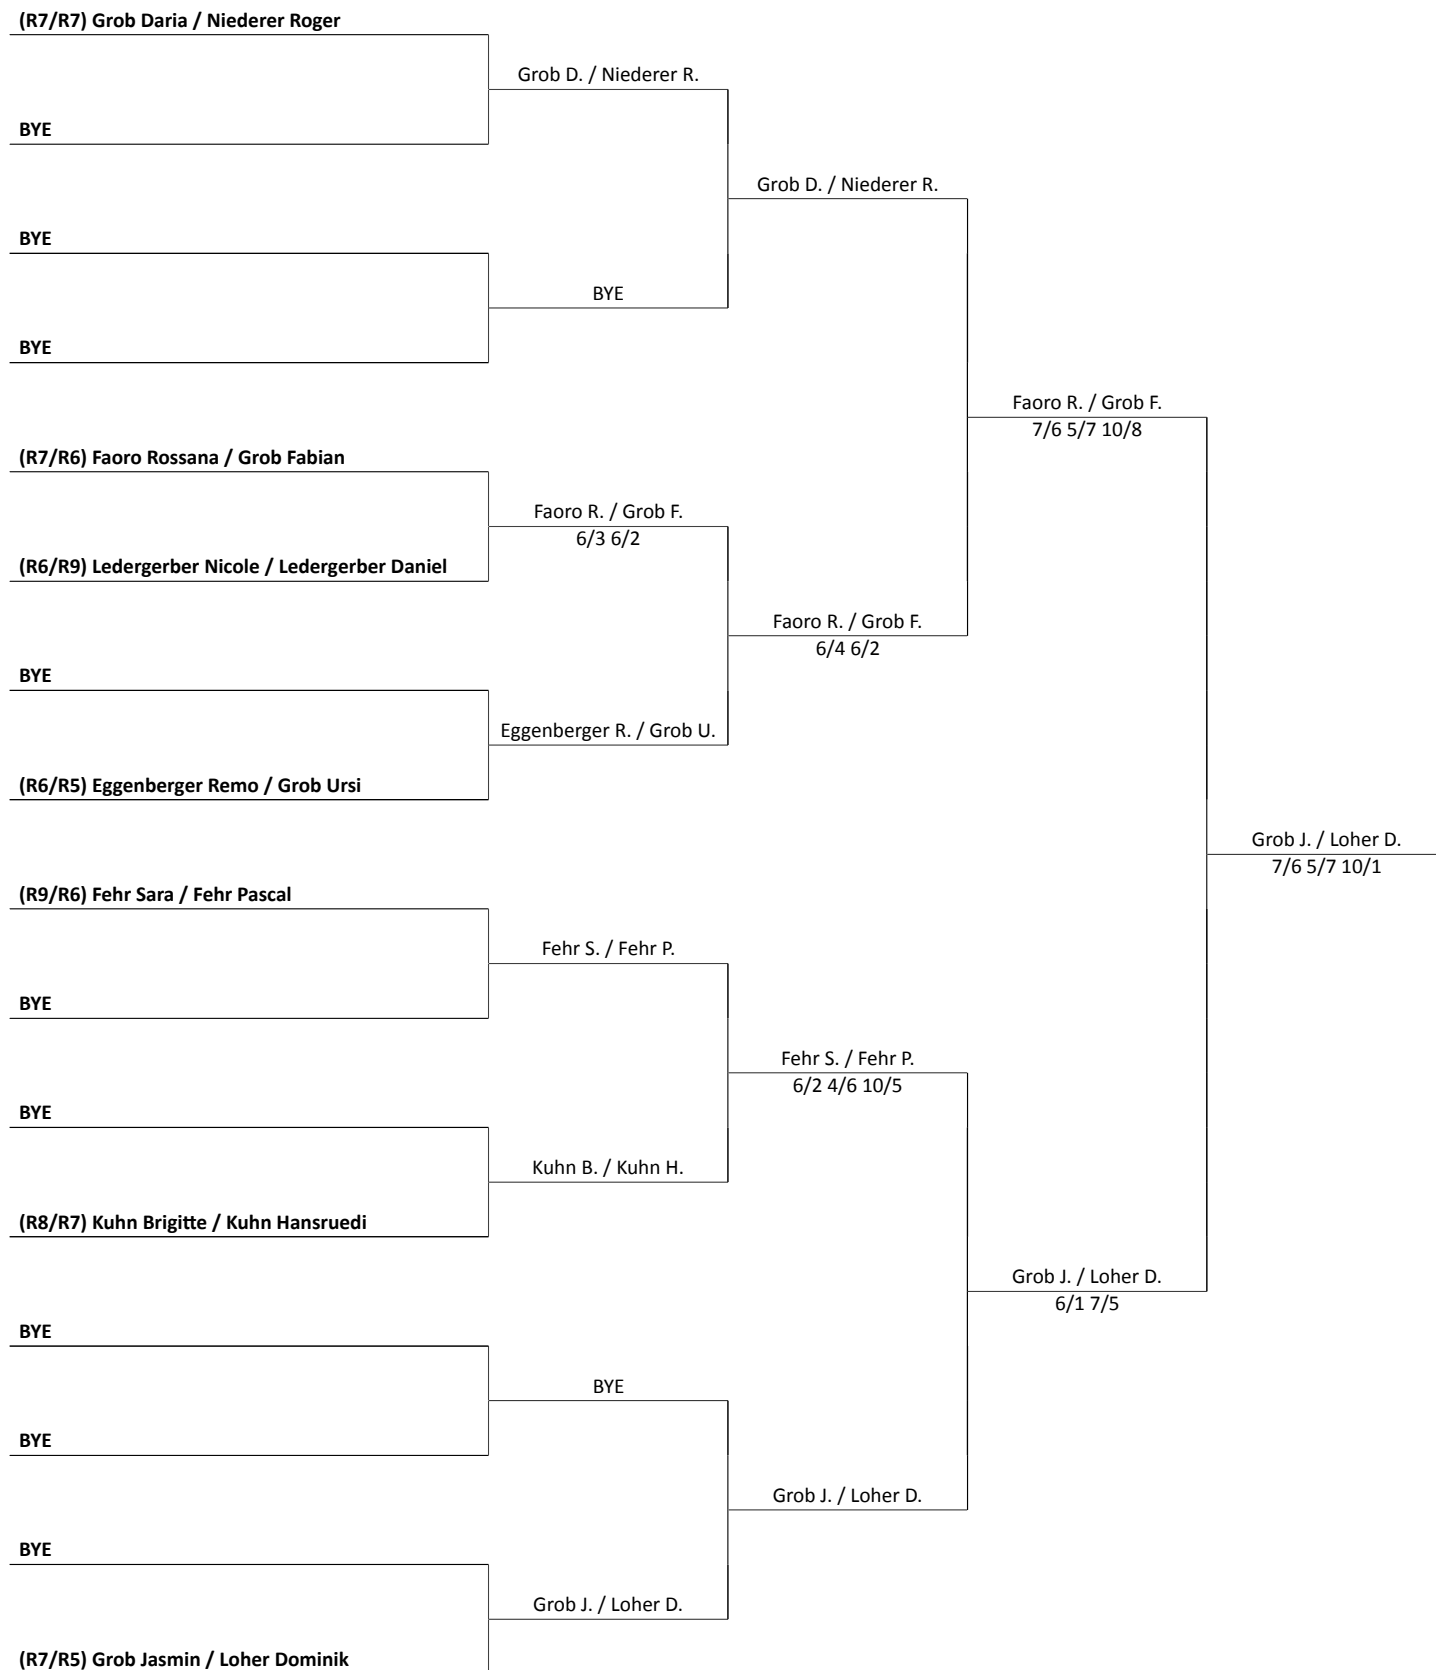 (R7/R7) Grob Daria / Niederer Roger
Grob D. / Niederer R.
BYE
Grob D. / Niederer R.
BYE
BYE
BYE
Faoro R. / Grob F.
7/6 5/7 10/8
(R7/R6) Faoro Rossana / Grob Fabian
Faoro R. / Grob F.
6/3 6/2
(R6/R9) Ledergerber Nicole / Ledergerber Daniel
Faoro R. / Grob F.
6/4 6/2
BYE
Eggenberger R. / Grob U.
(R6/R5) Eggenberger Remo / Grob Ursi
Grob J. / Loher D.
7/6 5/7 10/1
(R9/R6) Fehr Sara / Fehr Pascal
Fehr S. / Fehr P.
BYE
Fehr S. / Fehr P.
6/2 4/6 10/5
BYE
Kuhn B. / Kuhn H.
(R8/R7) Kuhn Brigitte / Kuhn Hansruedi
Grob J. / Loher D.
6/1 7/5
BYE
BYE
BYE
Grob J. / Loher D.
BYE
Grob J. / Loher D.
(R7/R5) Grob Jasmin / Loher Dominik